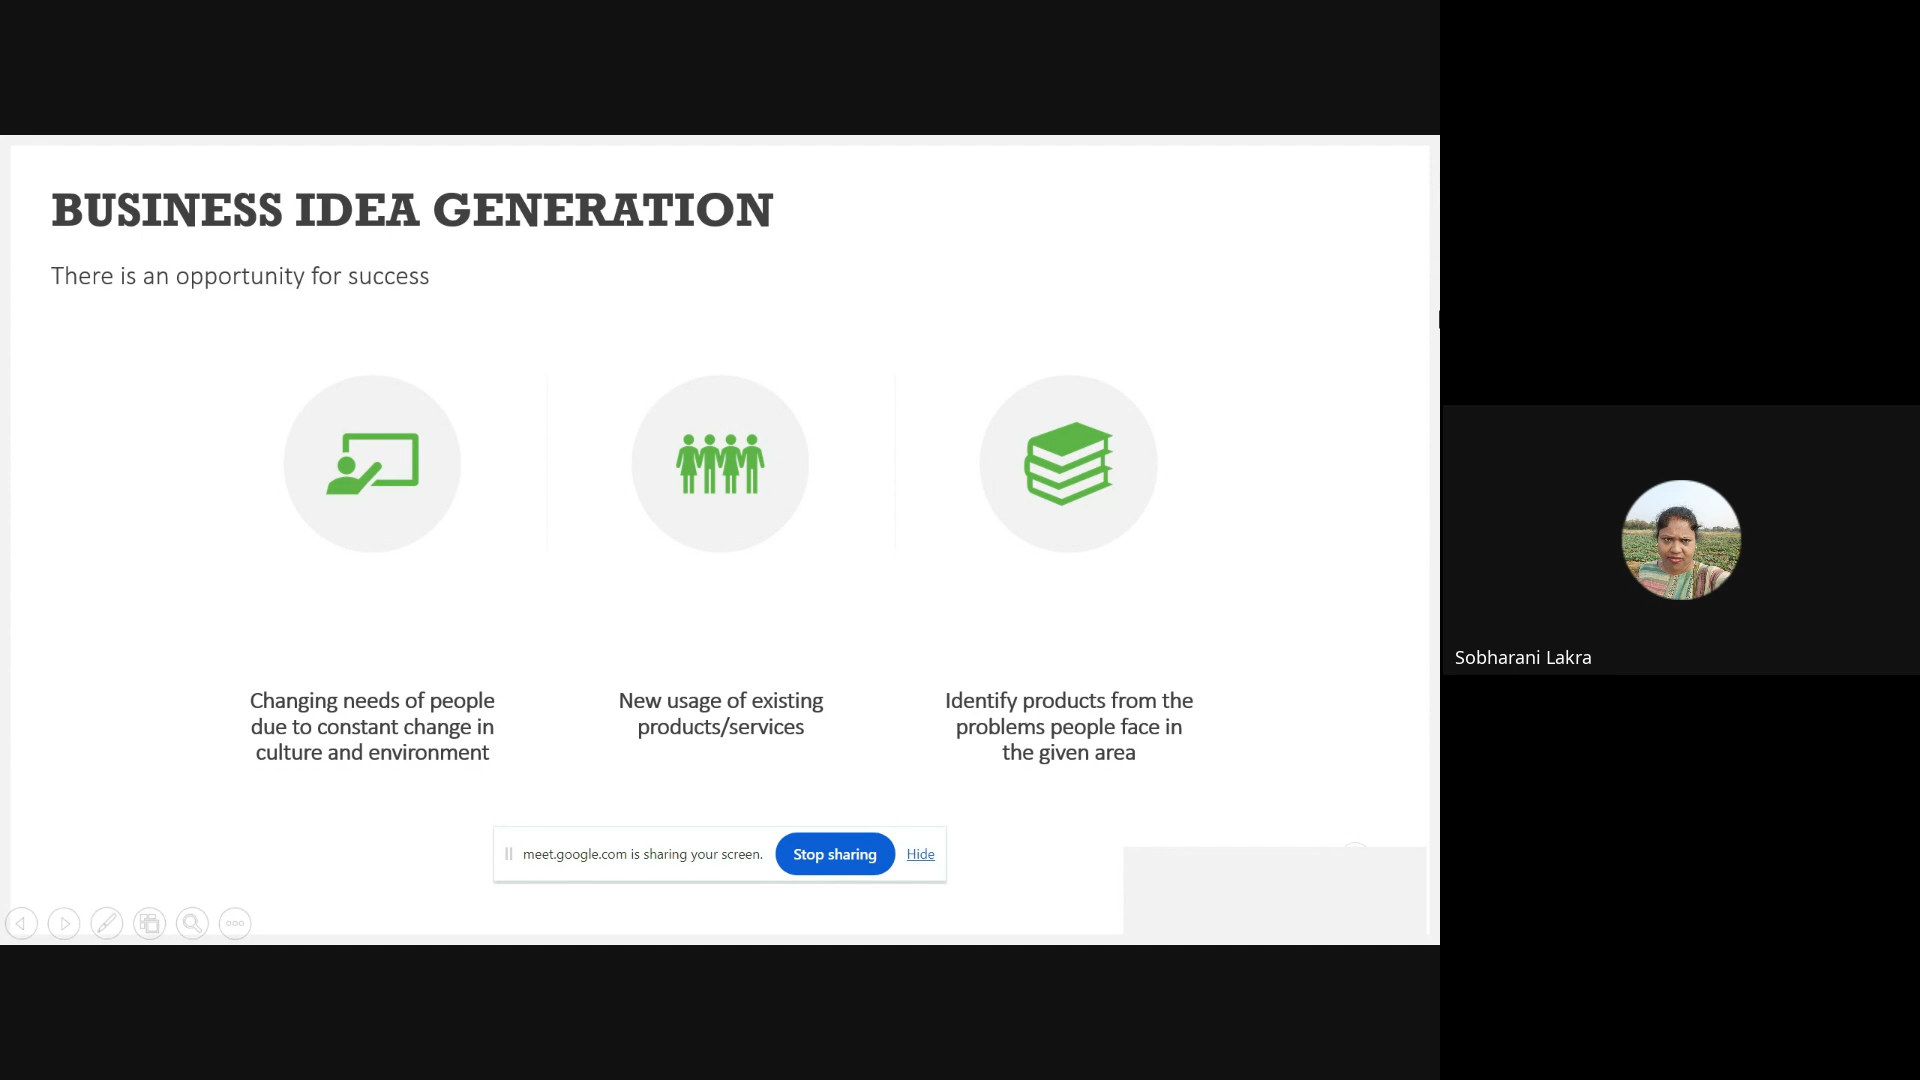 BUSINESS IDEA GENERATION
There is an opportunity for success
Changing needs of people
due to constant change in
culture and environment
New usage of existing
products/services
Identify products from the
problems people face in
the given area
meet.google.com is sharing your screen.
Stop sharing
Hide
Sobharani Lakra